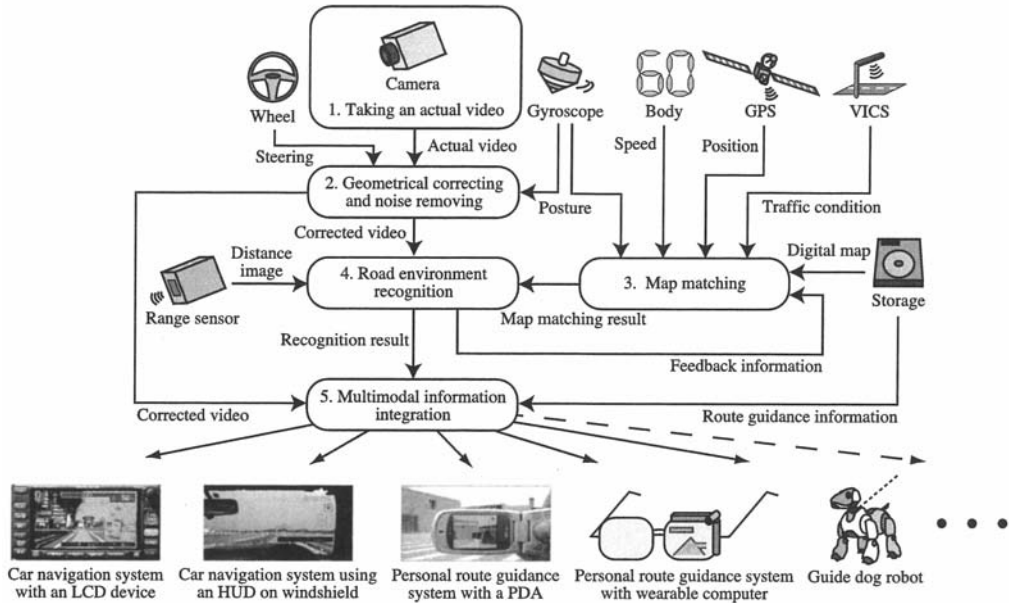 Camera
1. Taking an actual video
Wheel
Gyroscope
Body
GPS
VICS
Steering
Actual video
Speed
Position
2. Geometrical correcting
and noise removing
Posture
Traffic condition
Corrected video
Digital map
Distance
image
4. Road environment
recognition
3. Map matching
Range sensor
Storage
Map matching result
Recognition result
Feedback information
5. Multimodal information
integration
Corrected video
Route guidance information
Car navigation system
with an LCD device
Car navigation system using
an HUD on windshield
Personal route guidance
system with a PDA
Personal route guidance system
with wearable computer
Guide dog robot